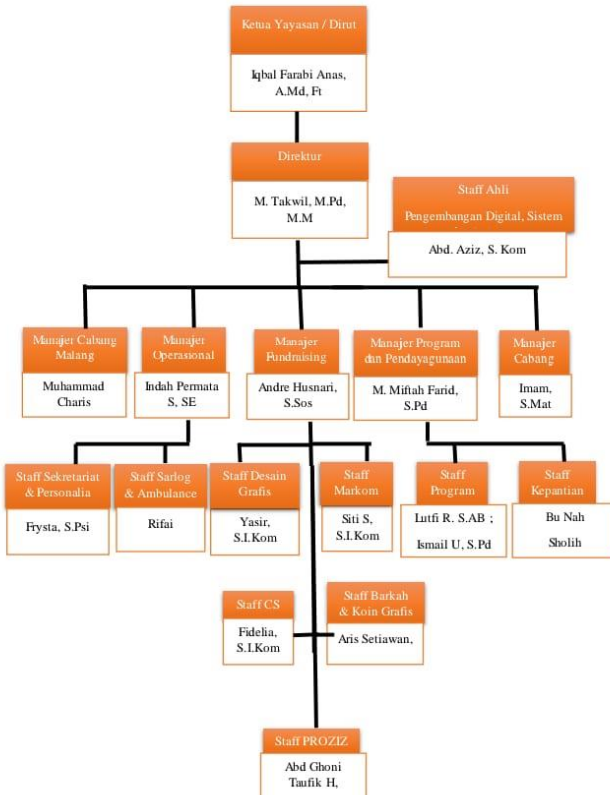 Ketua Yayasan / Dirut
Iqbal Farabi Anas,
A.Md, Ft
Direktur
M. Takwil, M.Pd,
M.M
Staff Ahli
Pengembangan Digital, Sistem
Abd. Aziz, S. Kom
Manajer Cabang
Malang
Muhammad
Charis
Manajer
Operasional
Indah Permata
S, SE
Manajer
Fundraising
Andre Husnari,
S.Sos
Manajer Program
dan Pendayagunaan
M. Miftah Farid,
S.Pd
Manajer
Cabang
Imam,
S.Mat
Staff Sekretariat
& Personalia
Frysta, S.Psi
Staff Sarlog
& Ambulance
Rifai
Staff Desain
Grafis
Yasir,
S.I.Kom
Staff
Markom
Siti S,
S.I.Kom
Staff
Program
Lutfi R. S.AB ;
Ismail U, S.Pd
Staff
Kepantian
Bu Nah
Sholih
Staff CS
Fidelia,
S.I.Kom
Staff Barkah
& Koin Grafis
Aris Setiawan,
Staff PROZIZ
Abd Ghoni
Taufik H,